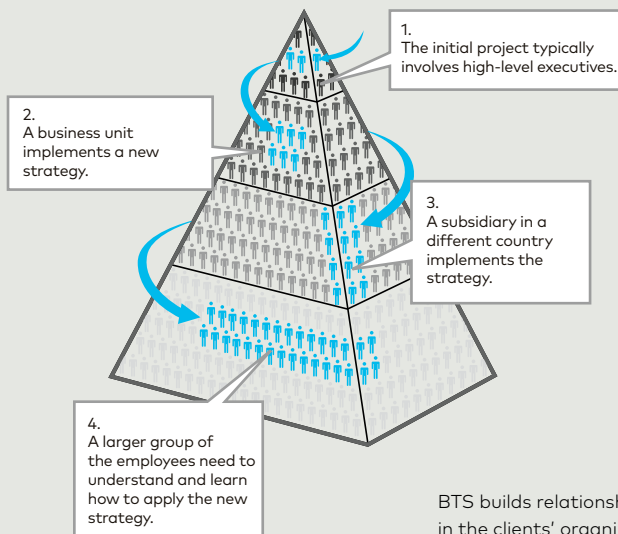 1.
The initial project typically
involves high-level executives.
2.
A business unit
implements a new
strategy.
3.
A subsidiary in a
different country
implements the
strategy.
4.
A larger group of
the employees need to
understand and learn
how to apply the new
strategy.
BTS builds relationsh
in the clients' organi